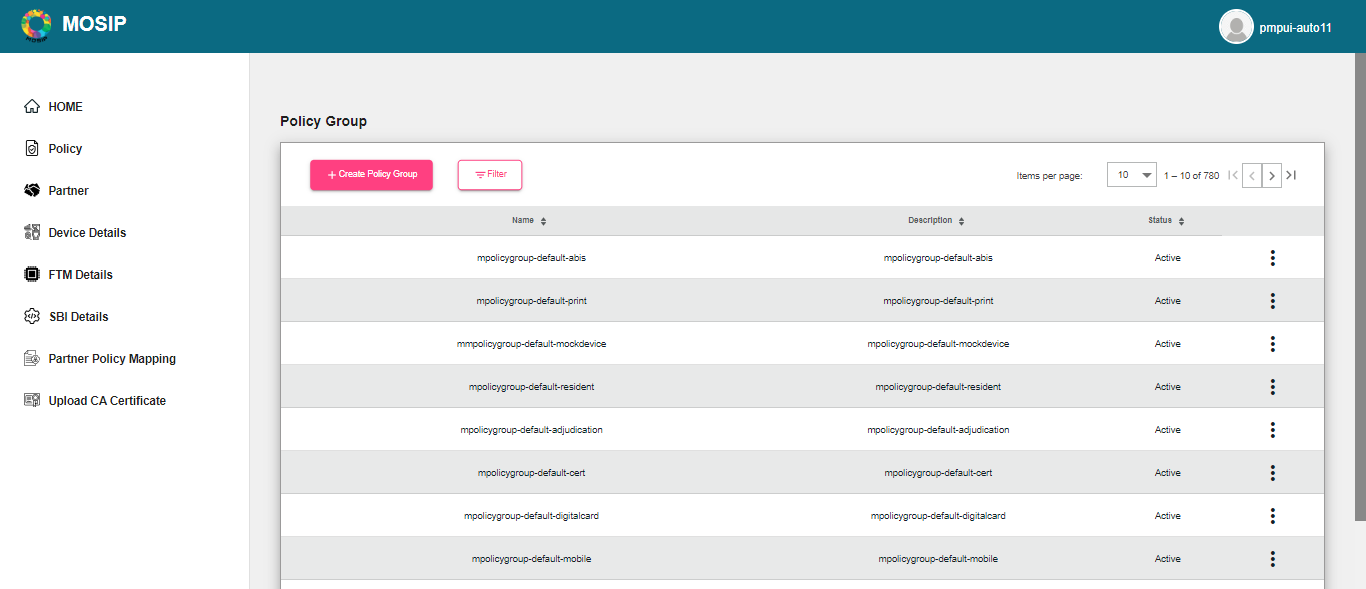 MOSIP
MOSIP
pmpui-auto11
HOME
Policy
Partner
Device Details
FTM Details
SBI Details
Partner Policy Mapping
Upload CA Certificate
Policy Group
+ Create Policy Group
Filter
Items per page: 10 1 – 10 of 780
Name Description Status
mpolicygroup-default-abis mpolicygroup-default-abis Active
mpolicygroup-default-print mpolicygroup-default-print Active
mmpolicygroup-default-mockdevice mpolicygroup-default-mockdevice Active
mpolicygroup-default-resident mpolicygroup-default-resident Active
mpolicygroup-default-adjudication mpolicygroup-default-adjudication Active
mpolicygroup-default-cert mpolicygroup-default-cert Active
mpolicygroup-default-digitalcard mpolicygroup-default-digitalcard Active
mpolicygroup-default-mobile mpolicygroup-default-mobile Active